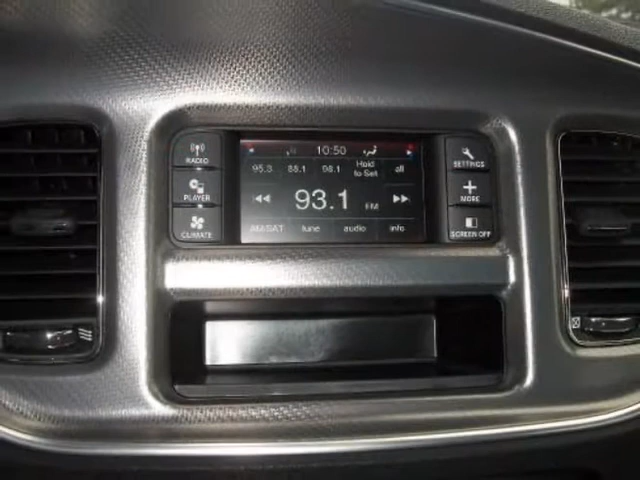 RADIO
PLAYER
CLIMATE
10:50
95.3 88.1 98.1 Hold to Set all
93.1 FM
AM/SAT tune audio info
SETTINGS
MORE
SCREEN OFF